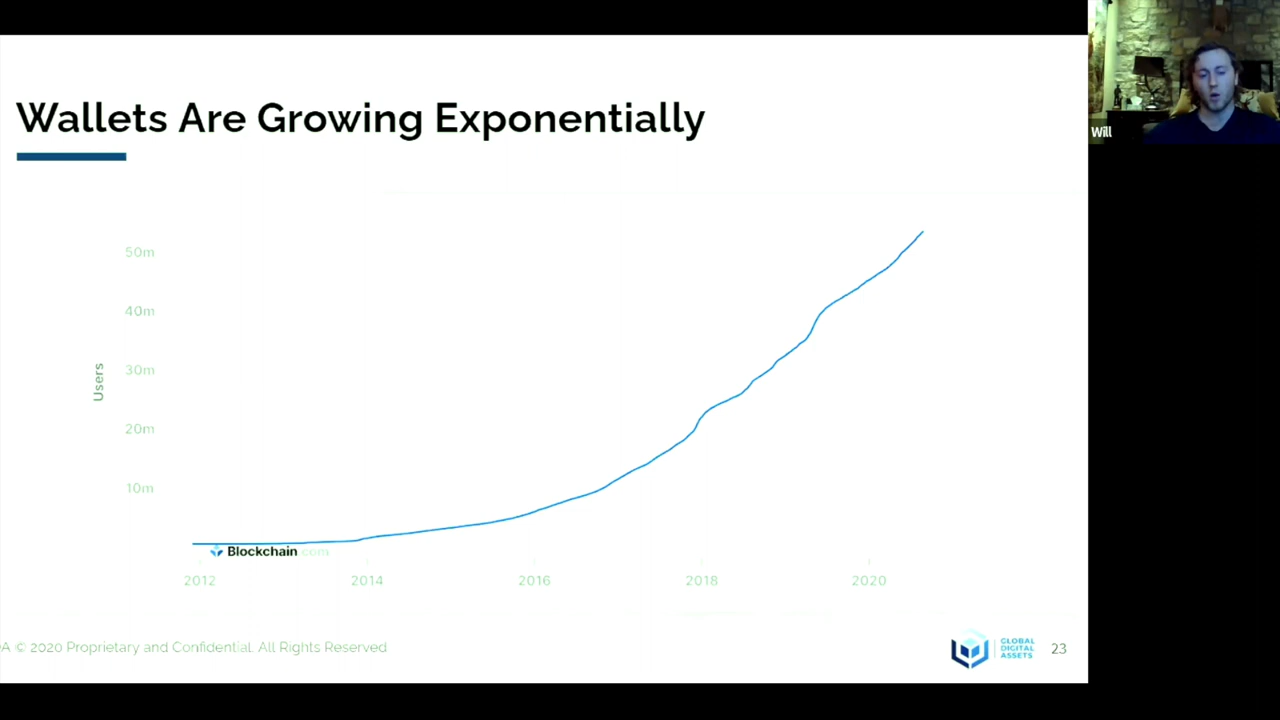 Wallets Are Growing Exponentially
Will
50m
40m
30m
20m
10m
Users
Blockchain.com
2012 2014 2016 2018 2020
A © 2020 Proprietary and Confidential. All Rights Reserved
GLOBAL
DIGITAL
ASSETS
23